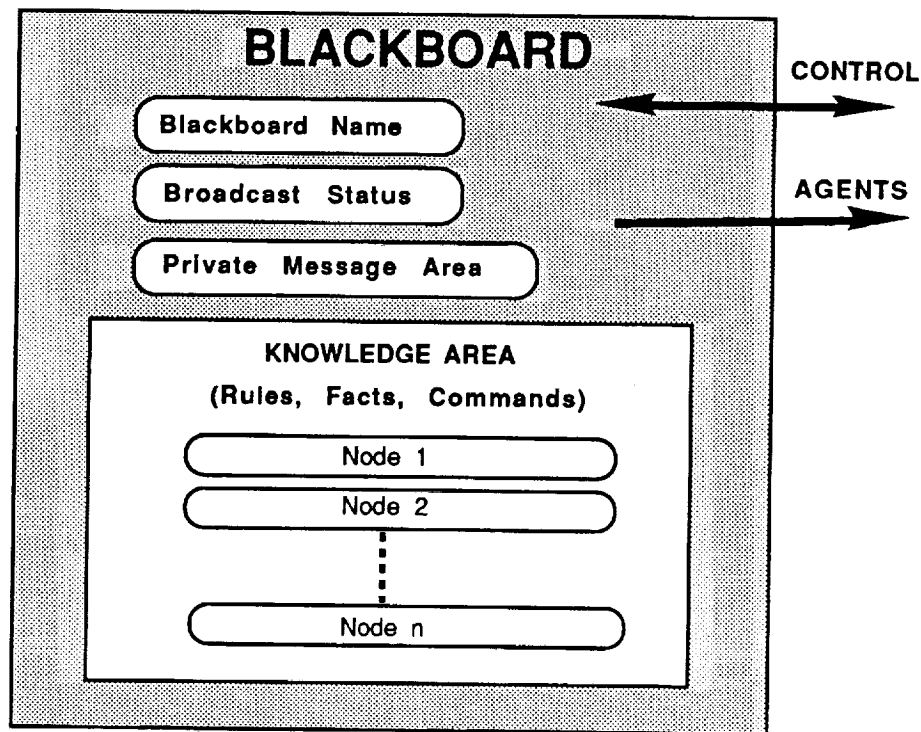 BLACKBOARD
CONTROL
Blackboard Name
Broadcast Status
AGENTS
Private Message Area
KNOWLEDGE AREA
(Rules, Facts, Commands)
Node 1
Node 2
Node n